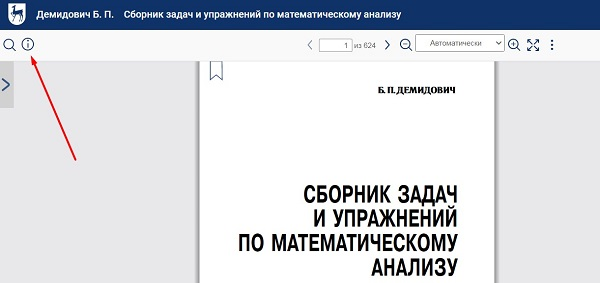 Демидович Б. П. Сборник задач и упражнений по математическому анализу
1 из 624 Автоматически
Б. П. ДЕМИДОВИЧ
СБОРНИК ЗАДАЧ
И УПРАЖНЕНИЙ
ПО МАТЕМАТИЧЕСКОМУ
АНАЛИЗУ